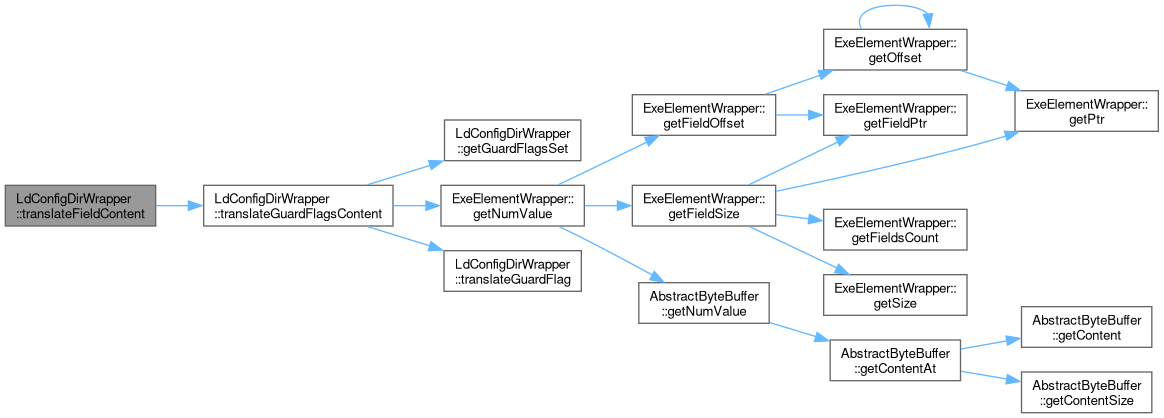 LdConfigDirWrapper
::translateFieldContent
LdConfigDirWrapper
::translateGuardFlagsContent
LdConfigDirWrapper
::getGuardFlagsSet
ExeElementWrapper::
getNumValue
LdConfigDirWrapper
::translateGuardFlag
ExeElementWrapper::
getFieldOffset
ExeElementWrapper::
getFieldSize
AbstractByteBuffer
::getNumValue
ExeElementWrapper::
getOffset
ExeElementWrapper::
getFieldPtr
ExeElementWrapper::
getFieldsCount
ExeElementWrapper::
getSize
AbstractByteBuffer
::getContentAt
ExeElementWrapper::
getPtr
AbstractByteBuffer
::getContent
AbstractByteBuffer
::getContentSize